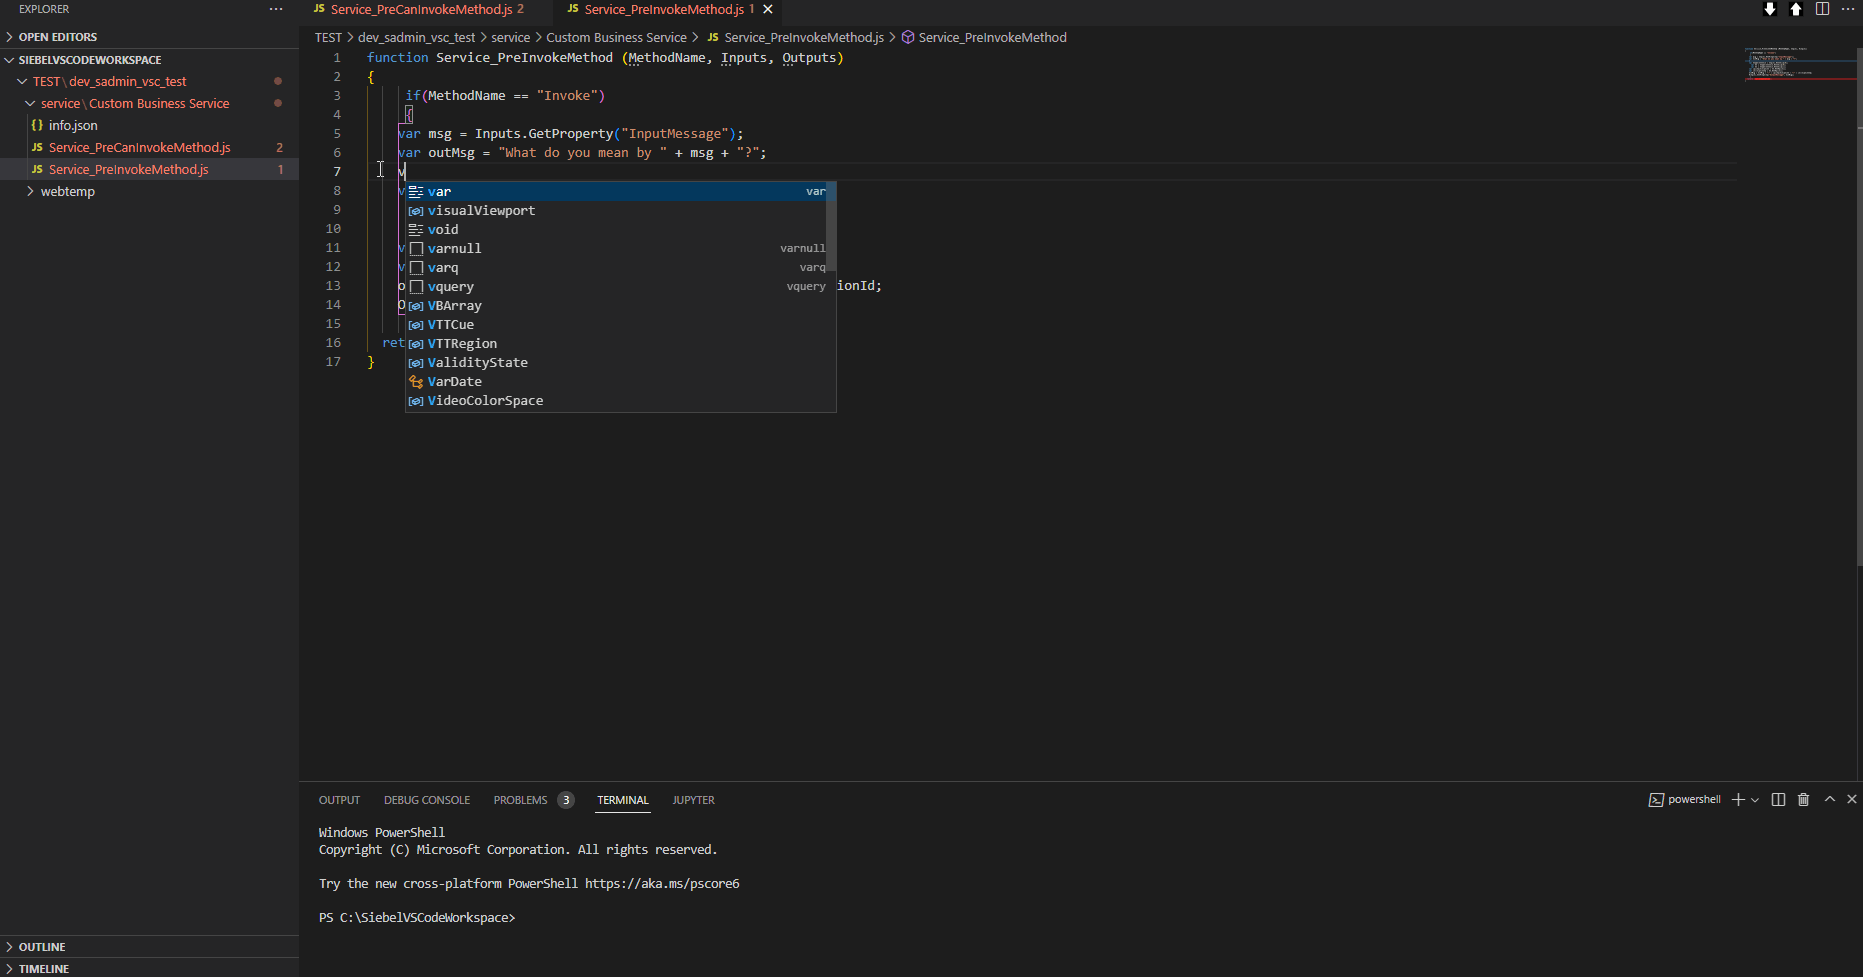 EXPLORER
OPEN EDITORS
SIEBELVSCODEWORKSPACE
TEST \ dev_sadmin_vsc_test
service \ Custom Business Service
{} info.json
JS Service_PreCanInvokeMethod.js 2
JS Service_PreInvokeMethod.js 1
webtemp
OUTLINE
TIMELINE
JS Service_PreCanInvokeMethod.js 2
JS Service_PreInvokeMethod.js 1
TEST > dev_sadmin_vsc_test > service > Custom Business Service > JS Service_PreInvokeMethod.js > Service_PreInvokeMethod
1 function Service_PreInvokeMethod (MethodName, Inputs, Outputs)
2 {
3 if(MethodName == "Invoke")
4 {
5 var msg = Inputs.GetProperty("InputMessage");
6 var outMsg = "What do you mean by " + msg + "?";
7 v
8 v
9
10
11 v
12 v
13 o ionId;
14 O
15
16 ret
17 }
var var
visualViewport
void
varnull varnull
varq varq
vquery vquery
VBArray
VTTCue
VTTRegion
ValidityState
VarDate
VideoColorSpace
OUTPUT DEBUG CONSOLE PROBLEMS 3 TERMINAL JUPYTER
powershell
Windows PowerShell
Copyright (C) Microsoft Corporation. All rights reserved.
Try the new cross-platform PowerShell https://aka.ms/pscore6
PS C:\SiebelVSCodeWorkspace>